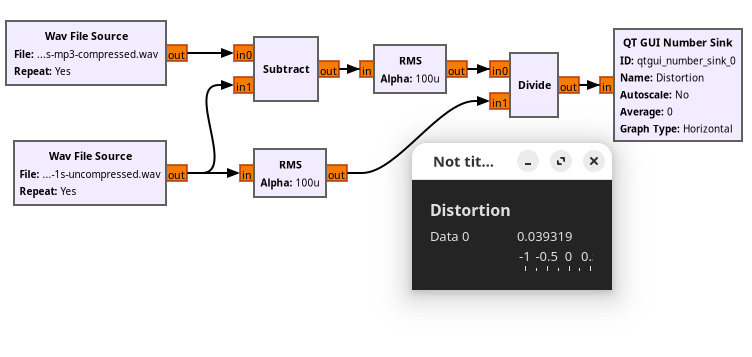 Wav File Source
File: ...s-mp3-compressed.wav
Repeat: Yes
out
in0
in1
Subtract
out
in
RMS
Alpha: 100u
out
in0
in1
Divide
out
in
QT GUI Number Sink
ID: qtgui_number_sink_0
Name: Distortion
Autoscale: No
Average: 0
Graph Type: Horizontal
Wav File Source
File: ...-1s-uncompressed.wav
Repeat: Yes
out
in
RMS
Alpha: 100u
out
Not tit...
Distortion
Data 0 0.039319
-1 -0.5 0 0.